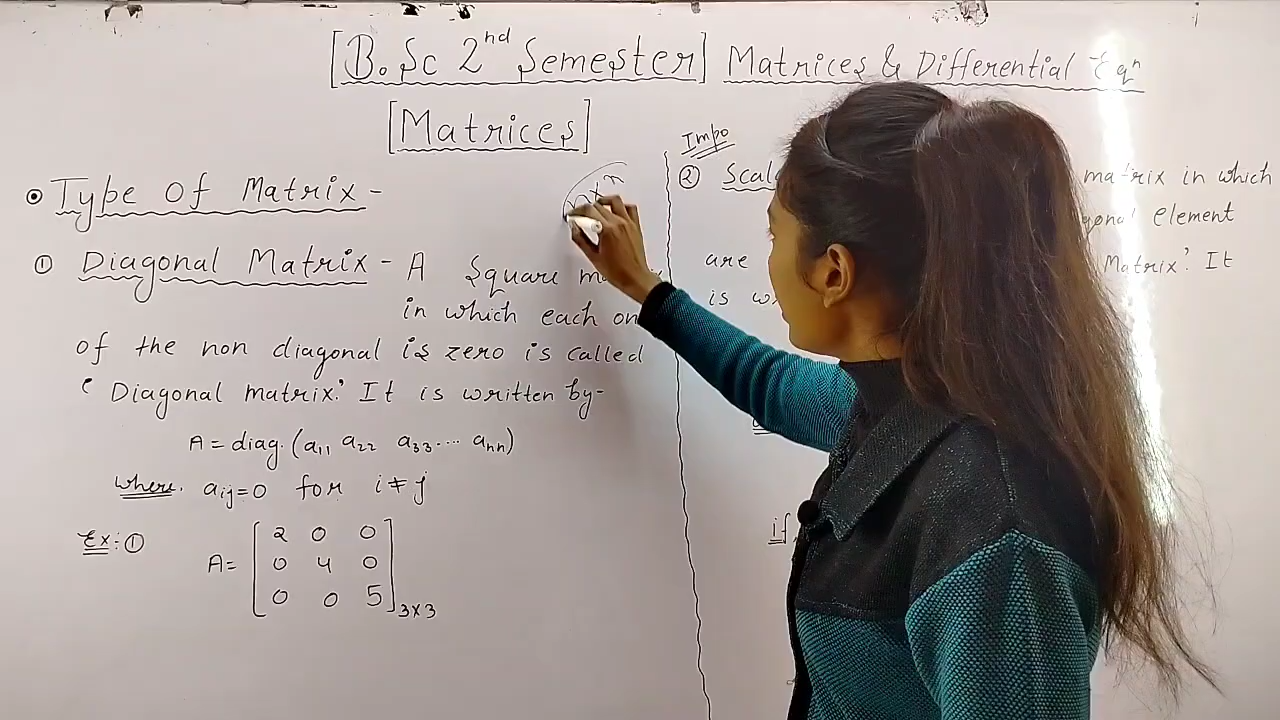 [B.Sc 2nd Semester] Matrices & Differential Eqn
[Matrices]
Type Of Matrix -
① Diagonal Matrix - A Square
in which each
of the non diagonal is zero is called
‘ Diagonal matrix’. It is written by-
A = diag. (a11 a22 a33.... ann)
where. aij=0 for i ≠ j
Ex:- ①
A= [ 2 0 0
0 4 0
0 0 5 ]3×3
Impo
② matrix in which
element
are Matrix’. It
is
if